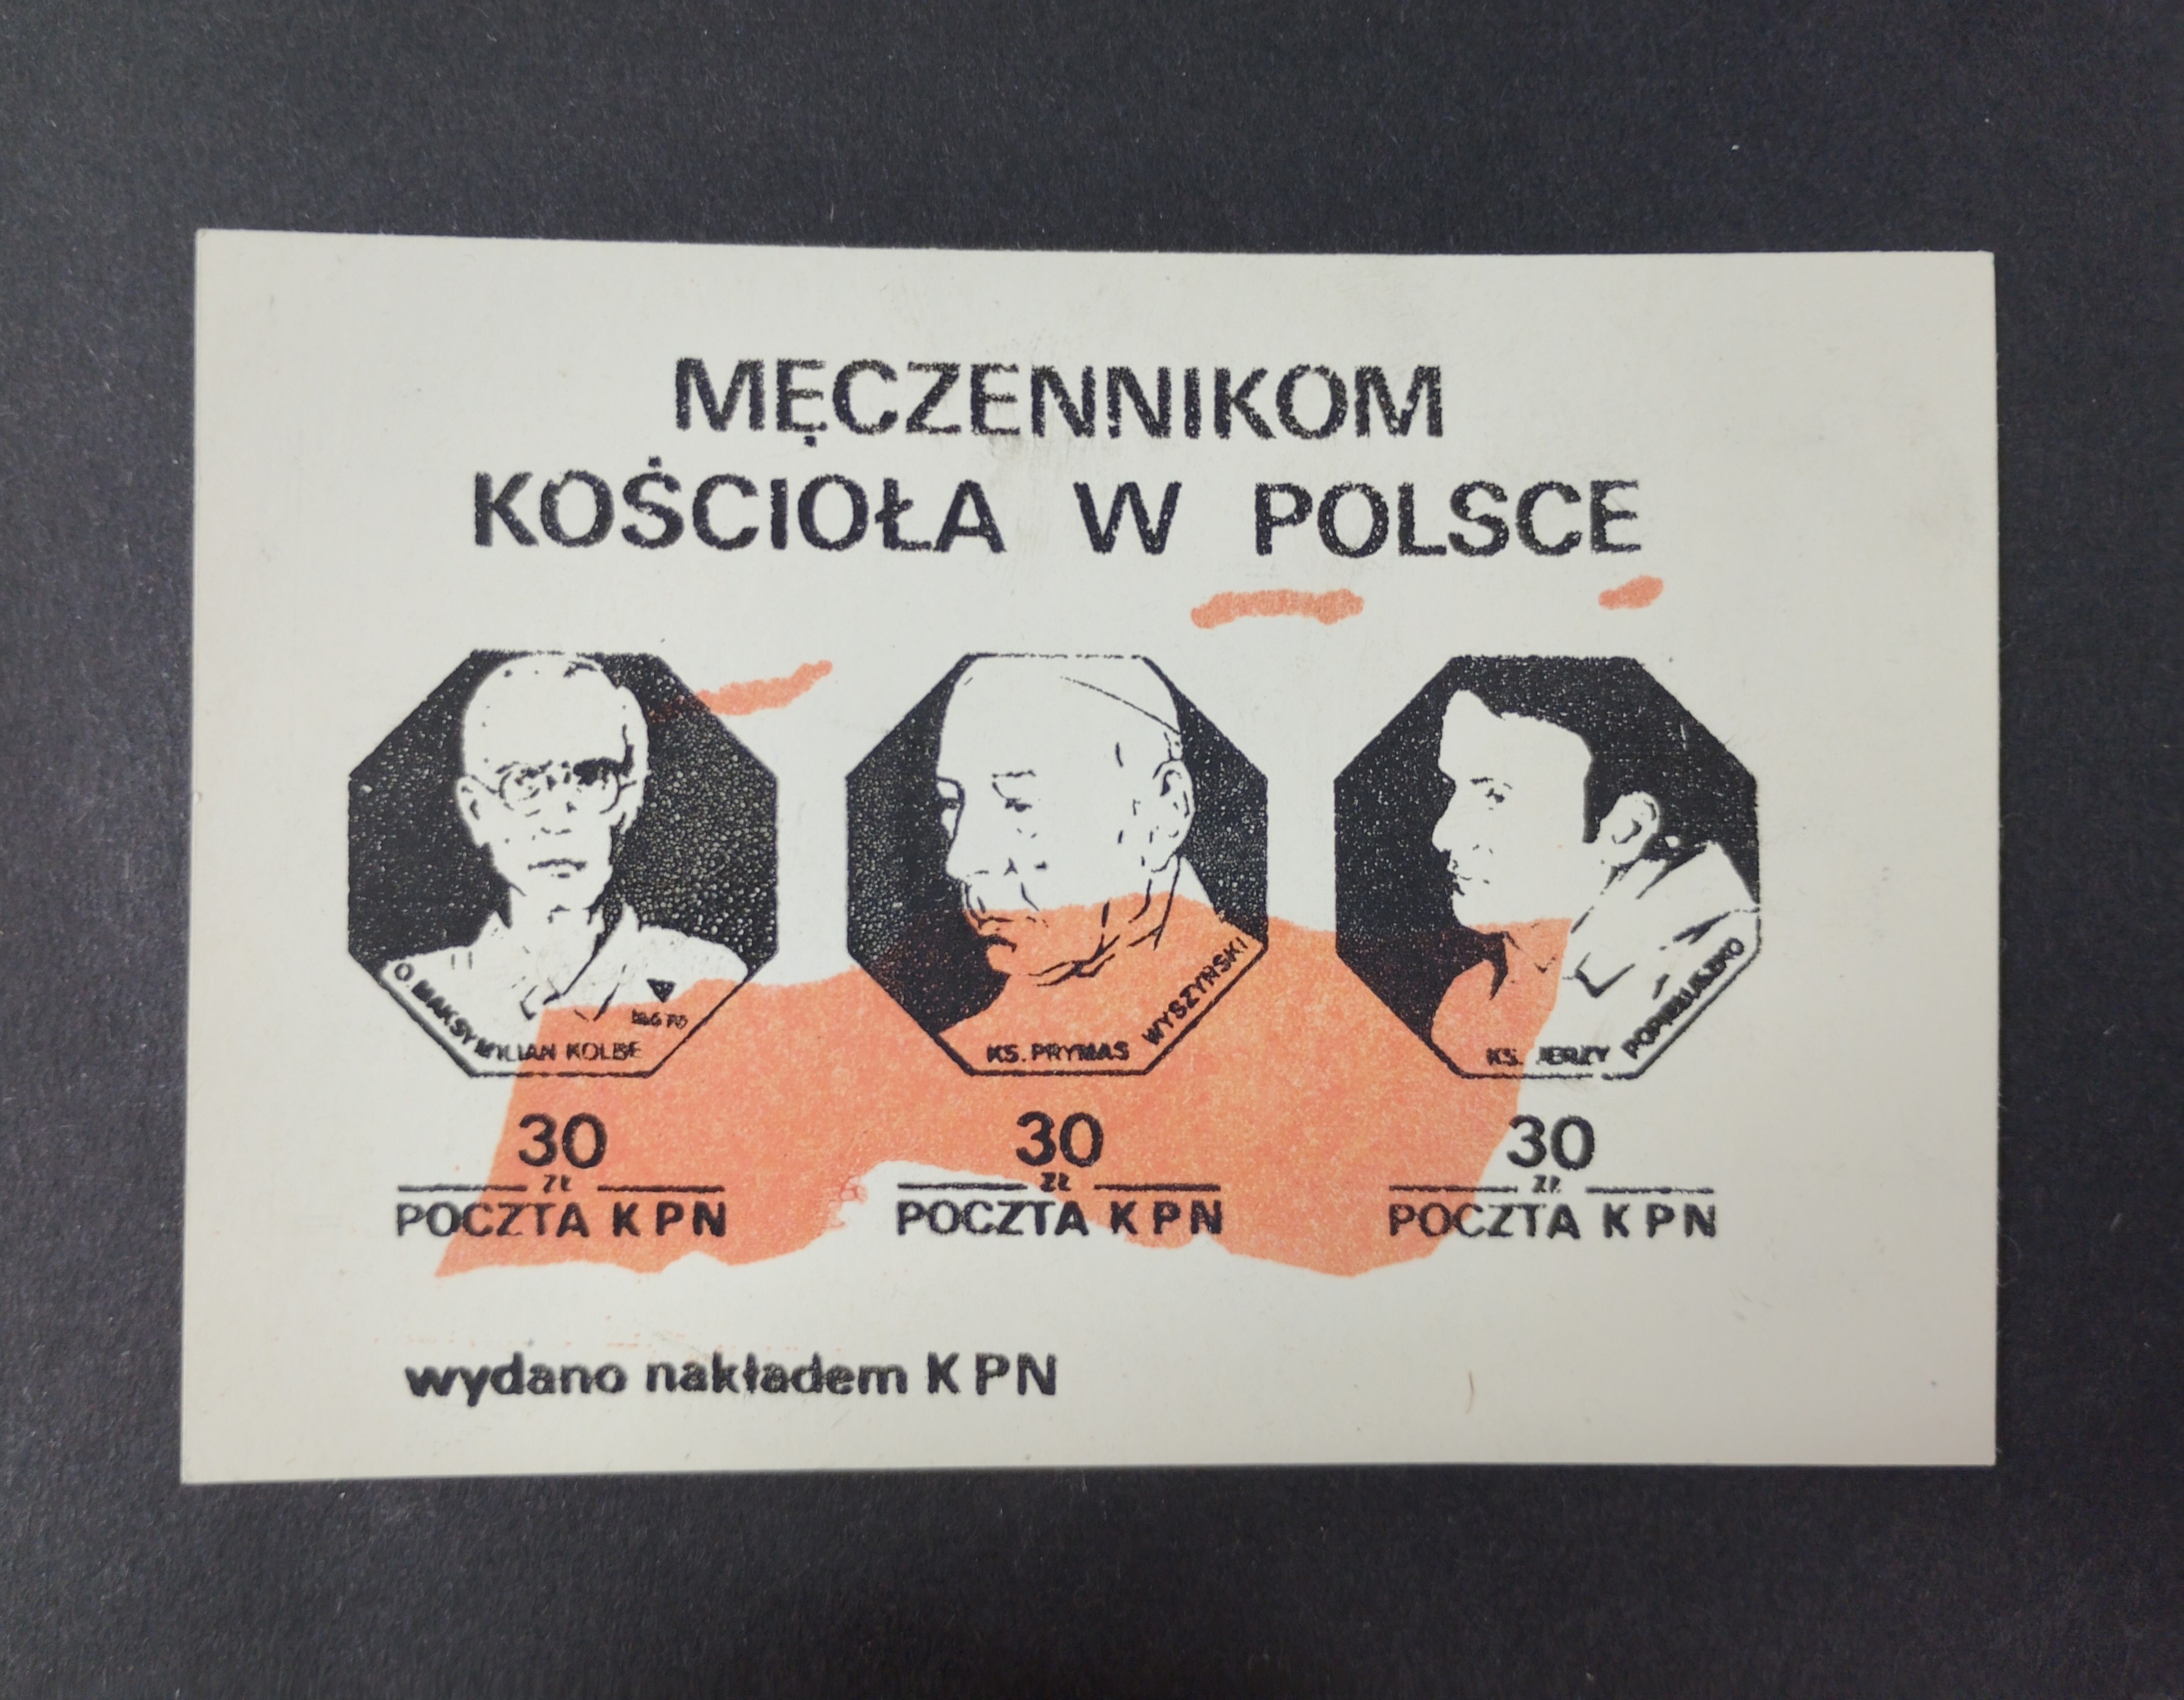 MĘCZENNIKOM
KOŚCIOŁA W POLSCE
O. MAKSYMILIAN KOLBE
KS. PRYMAS WYSZYŃSKI
KS. JERZY POPIEŁUSZKO
30
ZŁ
POCZTA KPN
30
ZŁ
POCZTA KPN
30
ZŁ
POCZTA KPN
wydano nakładem KPN